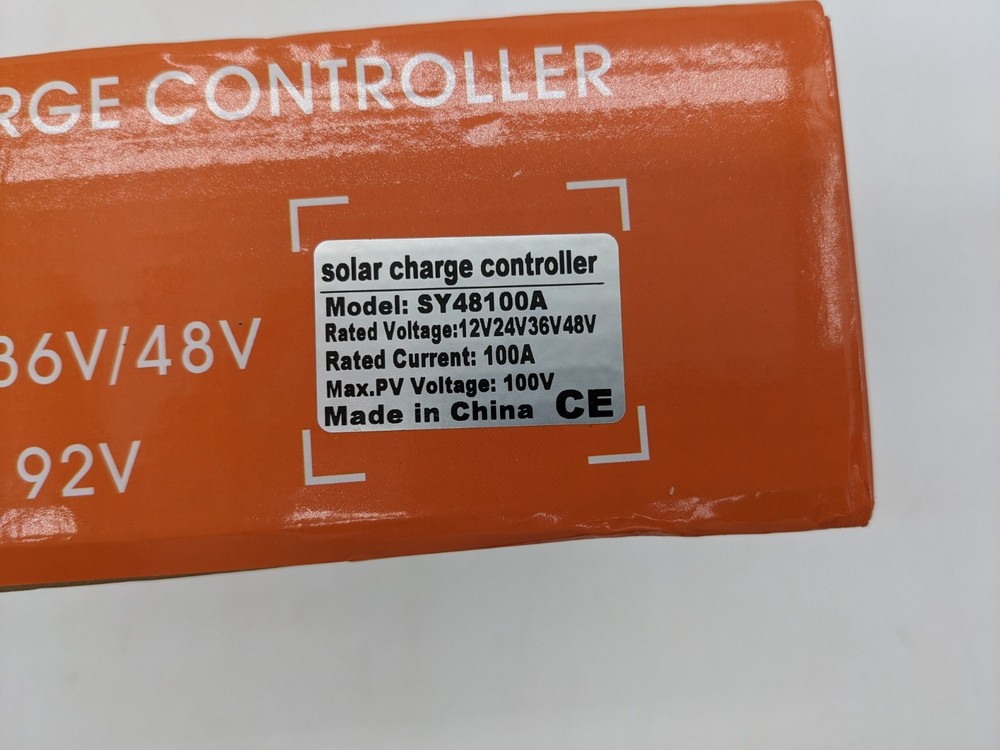 RGE CONTROLLER
solar charge controller
Model: SY48100A
Rated Voltage:12V24V36V48V
Rated Current: 100A
Max.PV Voltage: 100V
Made in China CE
36V/48V
92V